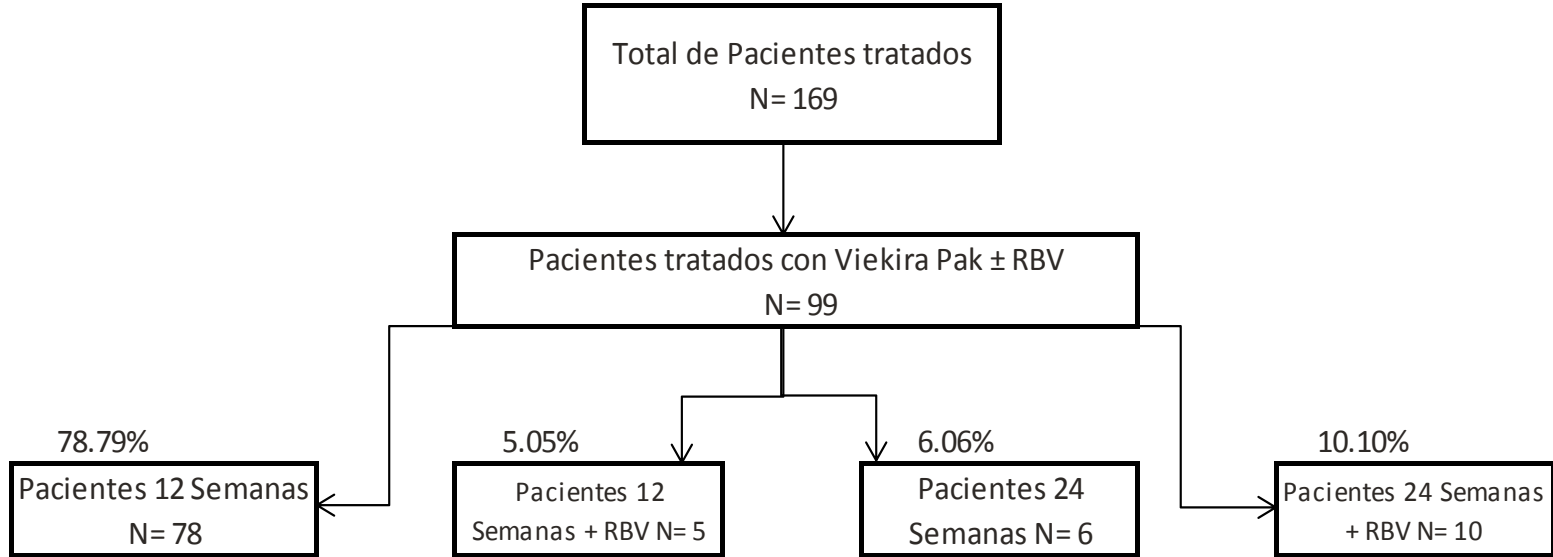 Total de Pacientes tratados
N= 169
Pacientes tratados con Viekira Pak ± RBV
N= 99
78.79%
Pacientes 12 Semanas
N= 78
5.05%
Pacientes 12
Semanas + RBV N= 5
6.06%
Pacientes 24
Semanas N= 6
10.10%
Pacientes 24 Semanas
+ RBV N= 10